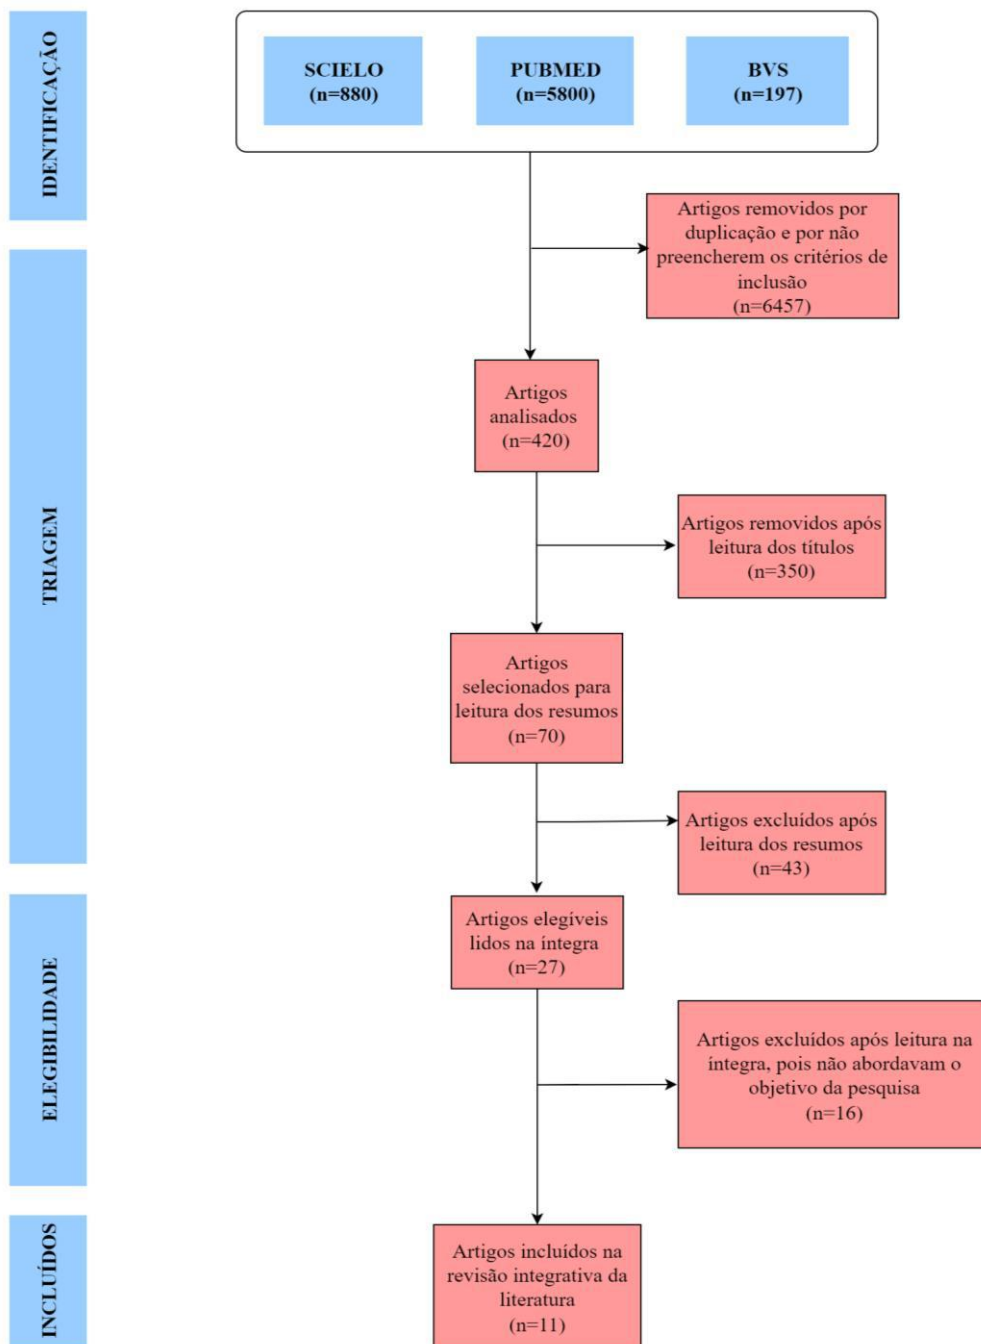 IDENTIFICAÇÃO
SCIELO
(n=880)
PUBMED
(n=5800)
BVS
(n=197)
Artigos removidos por
duplicação e por não
preencherem os critérios de
inclusão
(n=6457)
TRIAGEM
Artigos
analisados
(n=420)
Artigos removidos após
leitura dos títulos
(n=350)
Artigos
selecionados para
leitura dos resumos
(n=70)
Artigos excluídos após
leitura dos resumos
(n=43)
ELEGIBILIDADE
Artigos elegíveis
lidos na íntegra
(n=27)
Artigos excluídos após leitura na
íntegra, pois não abordavam o
objetivo da pesquisa
(n=16)
INCLUÍDOS
Artigos incluídos na
revisão integrativa da
literatura
(n=11)